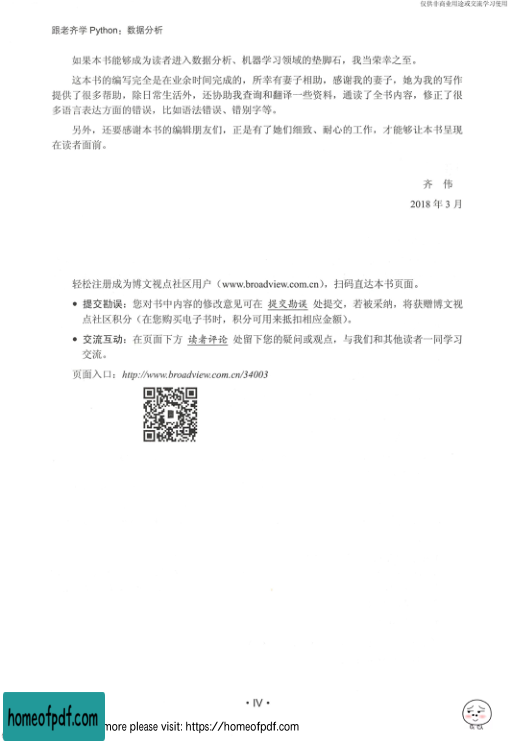 仅供非商业用途或交流学习使用
跟老齐学 Python：数据分析
如果本书能够成为读者进入数据分析、机器学习领域的垫脚石，我当荣幸之至。
这本书的编写完全是在业余时间完成的，所幸有妻子相助，感谢我的妻子，她为我的写作
提供了很多帮助，除日常生活外，还协助我查询和翻译一些资料，通读了全书内容，修正了很
多语言表达方面的错误，比如语法错误、错别字等。
另外，还要感谢本书的编辑朋友们，正是有了她们细致、耐心的工作，才能够让本书呈现
在读者面前。
齐 伟
2018 年 3 月
轻松注册成为博文视点社区用户（www.broadview.com.cn），扫码直达本书页面。
• 提交勘误：您对书中内容的修改意见可在 提交勘误 处提交，若被采纳，将获赠博文视
点社区积分（在您购买电子书时，积分可用来抵扣相应金额）。
• 交流互动：在页面下方 读者评论 处留下您的疑问或观点，与我们和其他读者一同学习
交流。
页面入口：http://www.broadview.com.cn/34003
• IV •
homeofpdf.com
more please visit: https://homeofpdf.com